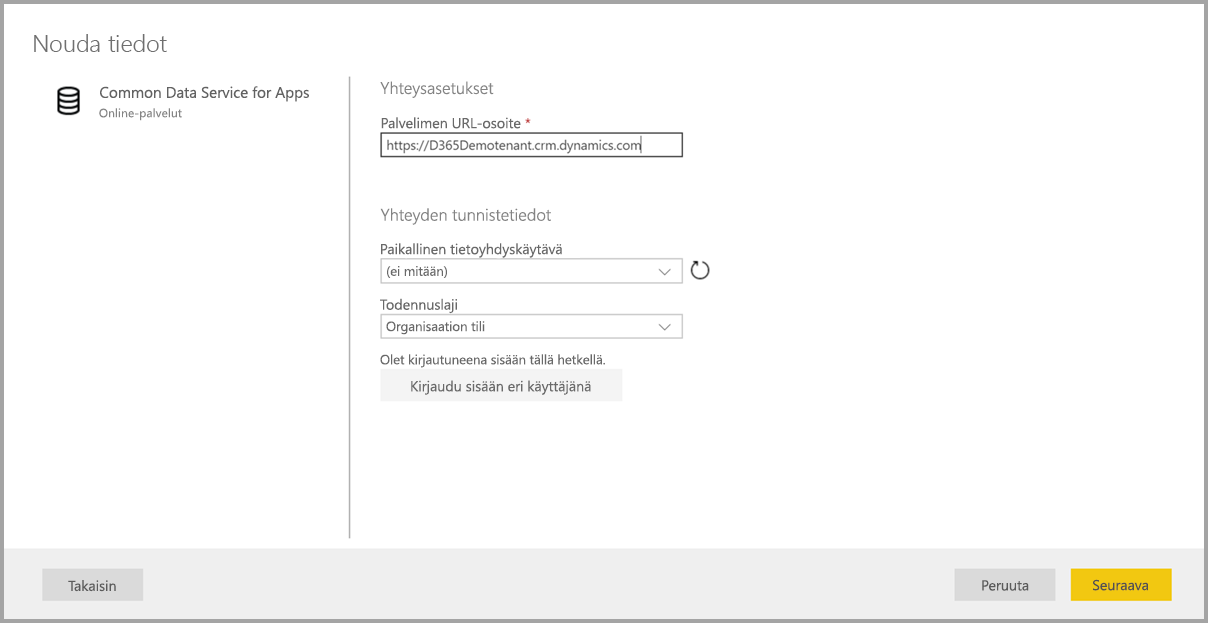 Nouda tiedot
Common Data Service for Apps
Online-palvelut
Yhteysasetukset
Palvelimen URL-osoite *
https://D365Demotenant.crm.dynamics.com
Yhteyden tunnistetiedot
Paikallinen tietoyhdyskäytävä
(ei mitään)
Todennuslaji
Organisaation tili
Olet kirjautuneena sisään tällä hetkellä.
Kirjaudu sisään eri käyttäjänä
Takaisin
Peruuta
Seuraava